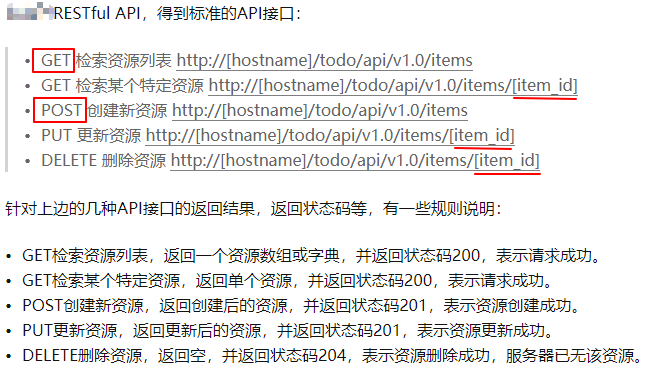 RESTful API，得到标准的API接口：
• GET 检索资源列表 http://[hostname]/todo/api/v1.0/items
• GET 检索某个特定资源 http://[hostname]/todo/api/v1.0/items/[item_id]
• POST 创建新资源 http://[hostname]/todo/api/v1.0/items
• PUT 更新资源 http://[hostname]/todo/api/v1.0/items/[item_id]
• DELETE 删除资源 http://[hostname]/todo/api/v1.0/items/[item_id]
针对上边的几种API接口的返回结果，返回状态码等，有一些规则说明：
• GET检索资源列表，返回一个资源数组或字典，并返回状态码200，表示请求成功。
• GET检索某个特定资源，返回单个资源，并返回状态码200，表示请求成功。
• POST创建新资源，返回创建后的资源，并返回状态码201，表示资源创建成功。
• PUT更新资源，返回更新后的资源，并返回状态码201，表示资源更新成功。
• DELETE删除资源，返回空，并返回状态码204，表示资源删除成功，服务器已无该资源。